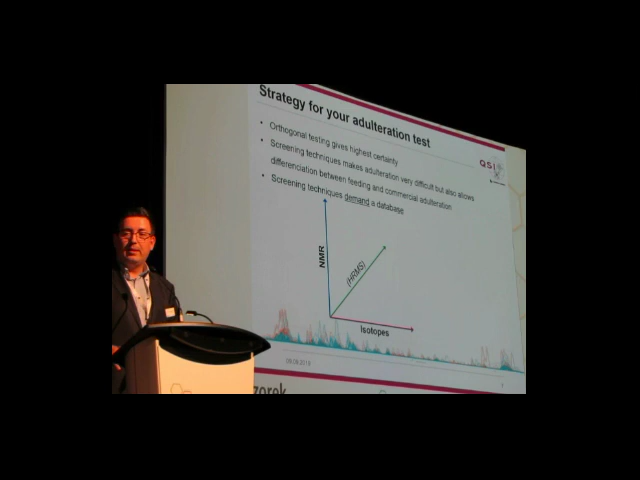 Strategy for your adulteration test
• Orthogonal testing gives highest certainty
• Screening techniques makes adulteration very difficult but also allows
differenciation between feeding and commercial adulteration
• Screening techniques demand a database
QSI
NMR
(HRMS)
Isotopes
zorek